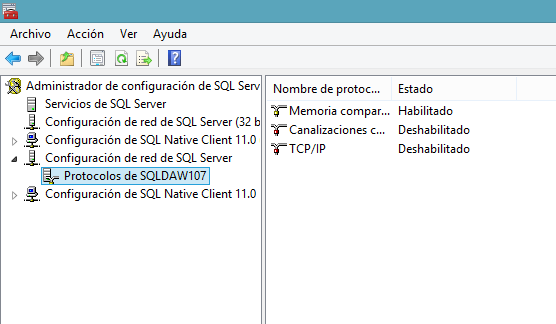 Archivo Acción Ver Ayuda
Administrador de configuración de SQL Serv
Servicios de SQL Server
Configuración de red de SQL Server (32 b
Configuración de SQL Native Client 11.0
Configuración de red de SQL Server
Protocolos de SQLDAW107
Configuración de SQL Native Client 11.0
Nombre de protoc... Estado
Memoria compar... Habilitado
Canalizaciones c... Deshabilitado
TCP/IP Deshabilitado